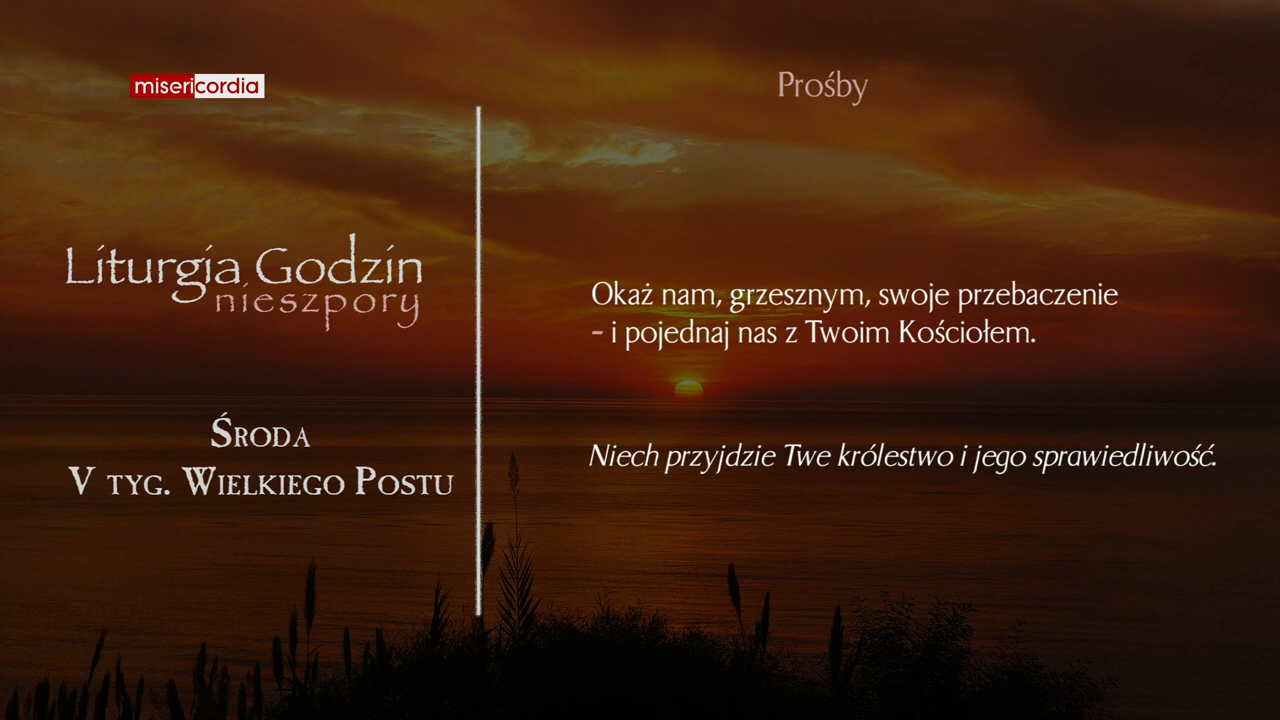 misericordia
Liturgia Godzin
nieszpory
Środa
V tyg. Wielkiego Postu
Prośby
Okaż nam, grzesznym, swoje przebaczenie
– i pojednaj nas z Twoim Kościołem.
Niech przyjdzie Twe królestwo i jego sprawiedliwość.